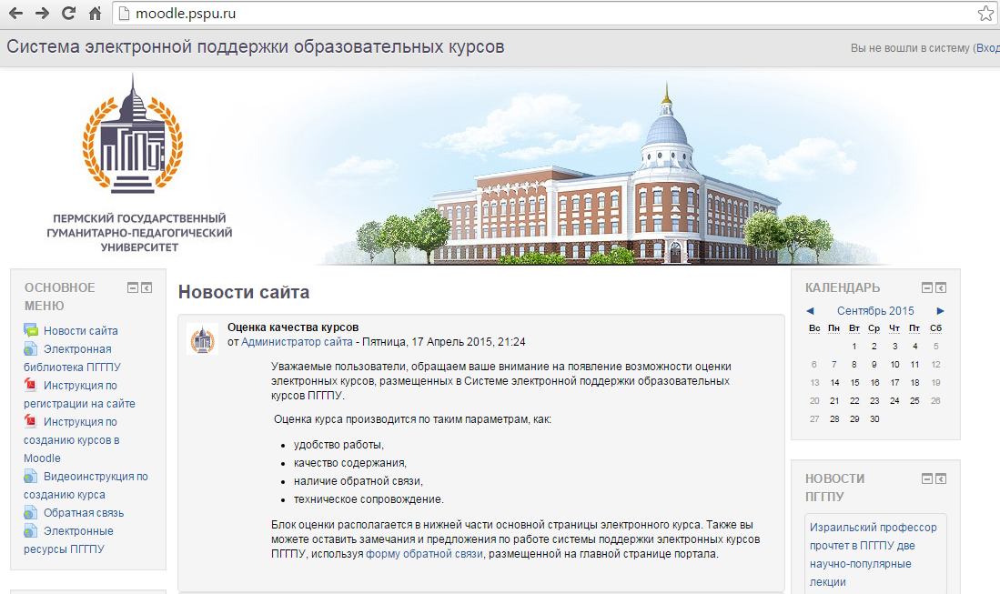 moodle.pspu.ru
Система электронной поддержки образовательных курсов
Вы не вошли в систему (Вход
ПГГПУ
ПЕРМСКИЙ ГОСУДАРСТВЕННЫЙ
ГУМАНИТАРНО-ПЕДАГОГИЧЕСКИЙ
УНИВЕРСИТЕТ
ОСНОВНОЕ
МЕНЮ
Новости сайта
Электронная
библиотека ПГГПУ
Инструкция по
регистрации на сайте
Инструкция по
созданию курсов в
Moodle
Видеоинструкция по
созданию курса
Обратная связь
Электронные
ресурсы ПГГПУ
Новости сайта
Оценка качества курсов
от Администратор сайта - Пятница, 17 Апрель 2015, 21:24
Уважаемые пользователи, обращаем ваше внимание на появление возможности оценки
электронных курсов, размещенных в Системе электронной поддержки образовательных
курсов ПГГПУ.
Оценка курса производится по таким параметрам, как:
удобство работы,
качество содержания,
наличие обратной связи,
техническое сопровождение.
Блок оценки располагается в нижней части основной страницы электронного курса. Также вы
можете оставить замечания и предложения по работе системы поддержки электронных курсов
ПГГПУ, используя форму обратной связи, размещенной на главной странице портала.
КАЛЕНДАРЬ
Сентябрь 2015
Вс Пн Вт Ср Чт Пт Сб
1 2 3 4 5
6 7 8 9 10 11 12
13 14 15 16 17 18 19
20 21 22 23 24 25 26
27 28 29 30
НОВОСТИ
ПГГПУ
Израильский профессор
прочтет в ПГГПУ две
научно-популярные
лекции